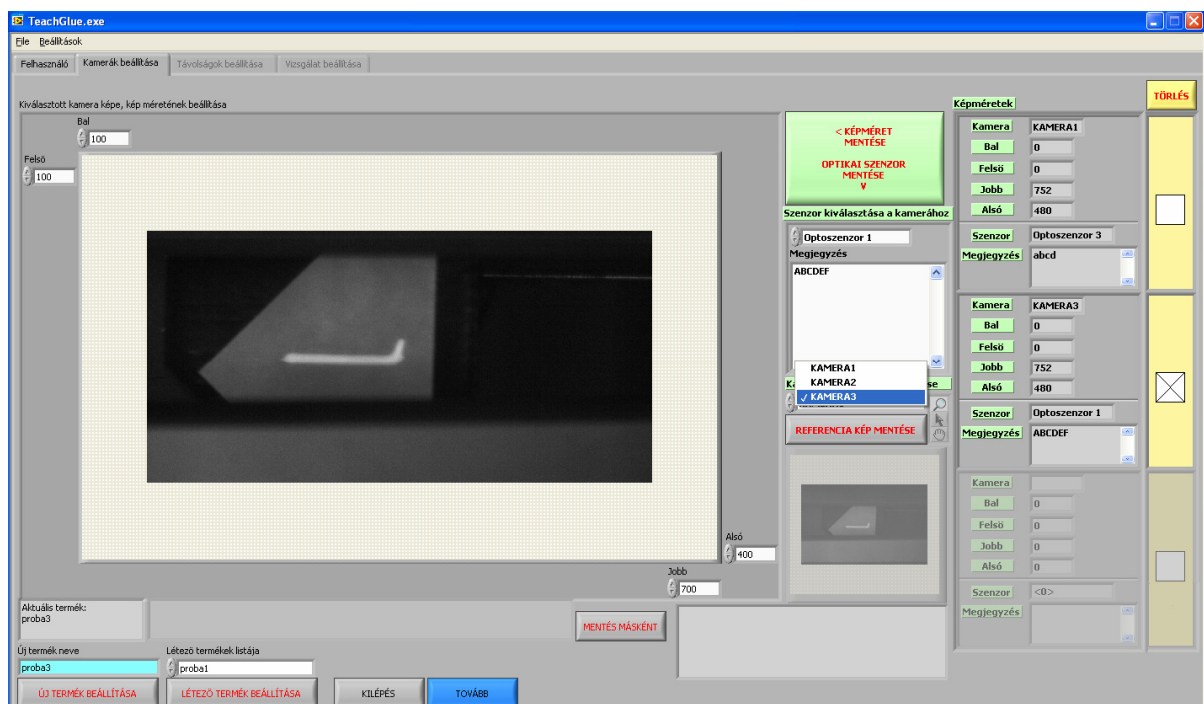 TeachGlue.exe
File Beállítások
Felhasználó Kamerák beállítása Távolságok beállítása Vizsgálat beállítása
Kiválasztott kamera képe, kép méretének beállítása
Bal
100
Felsö
100
Alsó
400
Jobb
700
< KÉPMÉRET
MENTÉSE
OPTIKAI SZENZOR
MENTÉSE
V
Szenzor kiválasztása a kamerához
Optoszenzor 1
Megjegyzés
ABCDEF
KAMERA1
KAMERA2
✓ KAMERA3
REFERENCIA KÉP MENTÉSE
Képméretek
TÖRLÉS
Kamera KAMERA1
Bal 0
Felsö 0
Jobb 752
Alsó 480
Szenzor Optoszenzor 3
Megjegyzés abcd
Kamera KAMERA3
Bal 0
Felsö 0
Jobb 752
Alsó 480
Szenzor Optoszenzor 1
Megjegyzés ABCDEF
Kamera
Bal 0
Felsö 0
Jobb 0
Alsó 0
Szenzor <0>
Megjegyzés
Aktuális termék:
proba3
MENTÉS MÁSKÉNT
Új termék neve
proba3
Létezö termékek listája
proba1
ÚJ TERMÉK BEÁLLÍTÁSA LÉTEZÖ TERMÉK BEÁLLÍTÁSA KILÉPÉS TOVÁBB